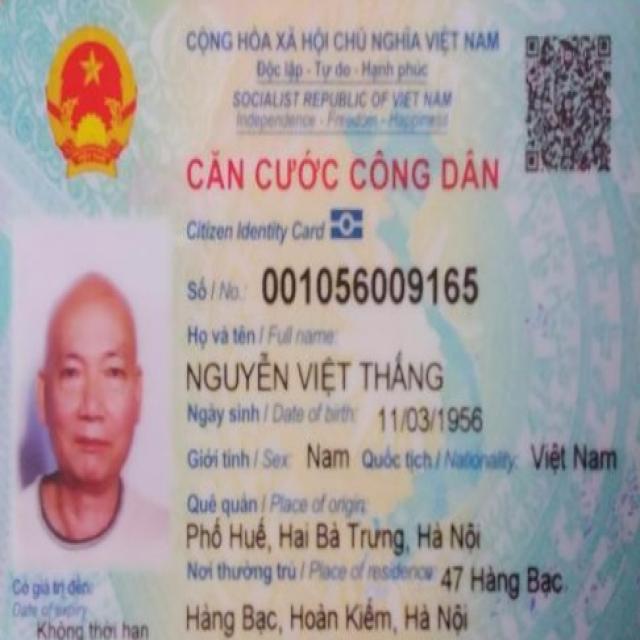 CỘNG HÒA XÃ HỘI CHỦ NGHĨA VIỆT NAM
Độc lập - Tự do - Hạnh phúc
SOCIALIST REPUBLIC OF VIET NAM
Independence - Freedom - Happiness
CĂN CƯỚC CÔNG DÂN
Citizen Identity Card
Số / No.: 001056009165
Họ và tên / Full name:
NGUYỄN VIỆT THẮNG
Ngày sinh / Date of birth: 11/03/1956
Giới tính / Sex: Nam Quốc tịch / Nationality: Việt Nam
Quê quán / Place of origin:
Phố Huế, Hai Bà Trưng, Hà Nội
Nơi thường trú / Place of residence: 47 Hàng Bạc
Hàng Bạc, Hoàn Kiếm, Hà Nội
Có giá trị đến:
Date of expiry
Không thời hạn